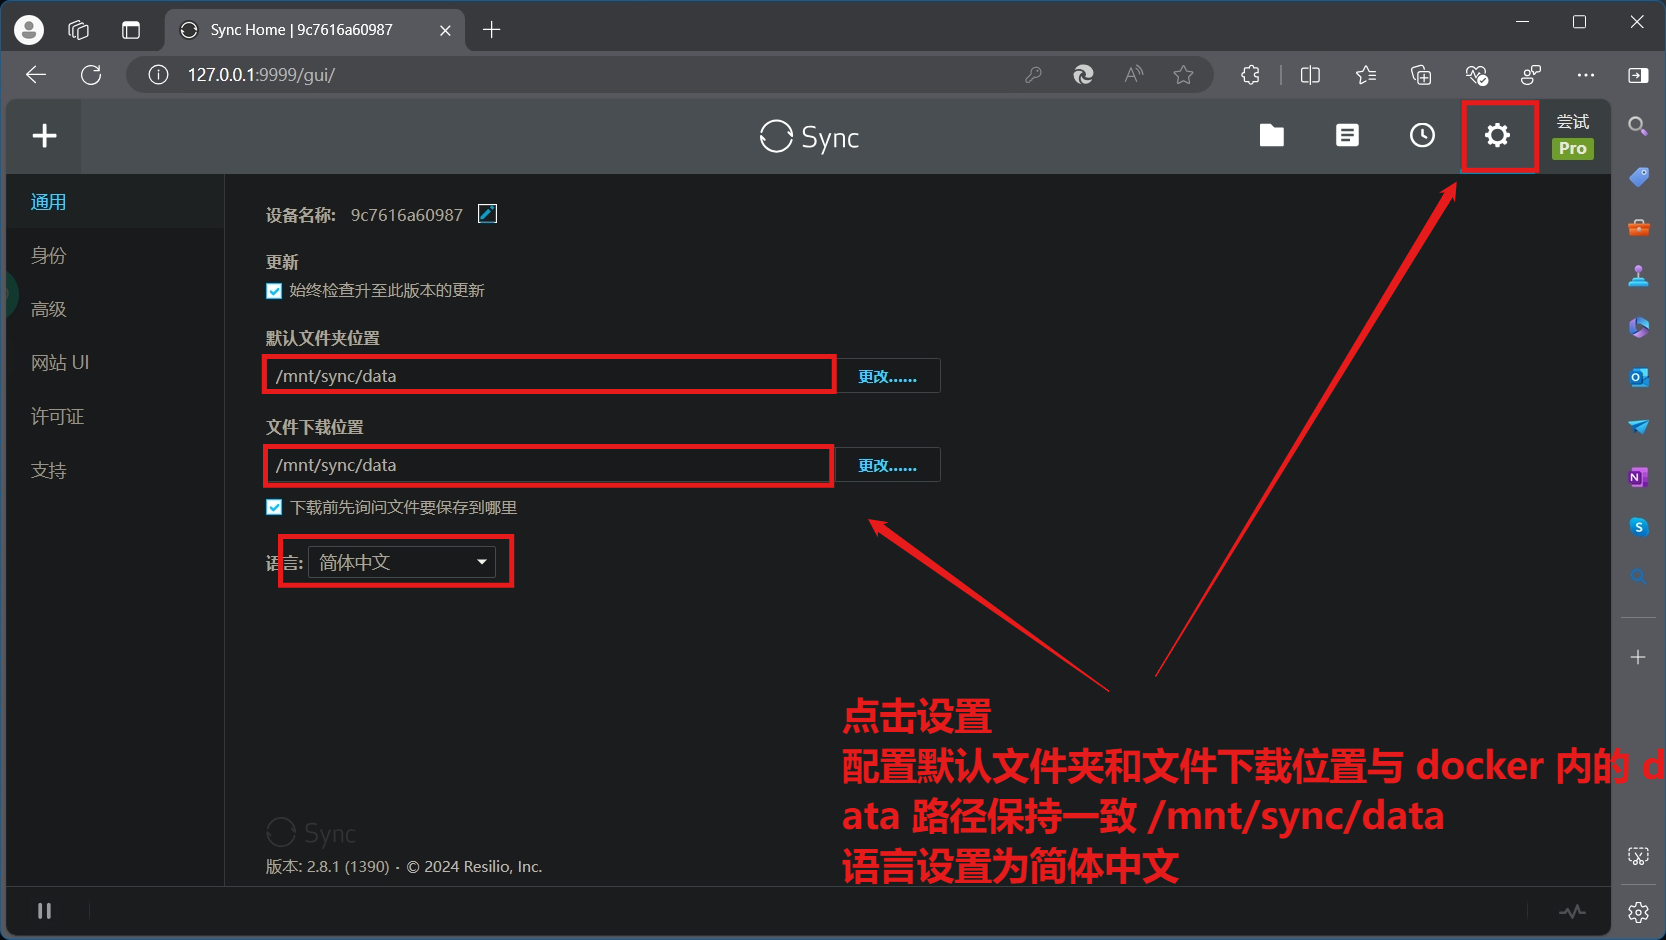 Sync Home | 9c7616a60987
127.0.0.1:9999/gui/
Sync
尝试
Pro
通用
身份
高级
网站 UI
许可证
支持
设备名称: 9c7616a60987
更新
始终检查升至此版本的更新
默认文件夹位置
/mnt/sync/data
更改......
文件下载位置
/mnt/sync/data
更改......
下载前先询问文件要保存到哪里
语言: 简体中文
点击设置
配置默认文件夹和文件下载位置与 docker 内的 d
ata 路径保持一致 /mnt/sync/data
语言设置为简体中文
Sync
版本: 2.8.1 (1390) · © 2024 Resilio, Inc.